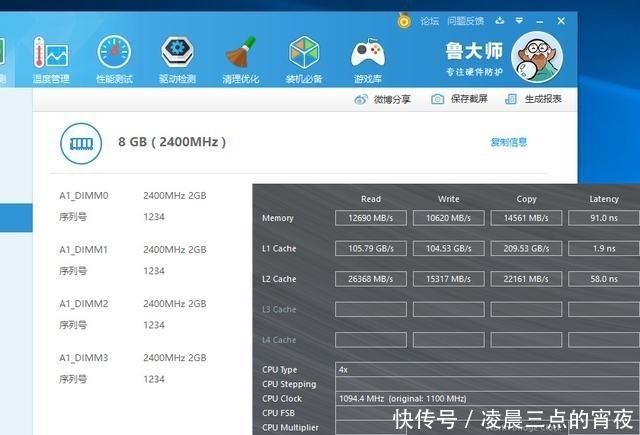 论坛 问题反馈
测 温度管理 性能测试 驱动检测 清理优化 装机必备 游戏库
鲁大师
专注硬件防护
微博分享 保存截屏 生成报表
8 GB ( 2400MHz )
复制信息
A1_DIMM0 2400MHz 2GB
序列号 1234
A1_DIMM1 2400MHz 2GB
序列号 1234
A1_DIMM2 2400MHz 2GB
序列号 1234
A1_DIMM3 2400MHz 2GB
序列号 1234
Read Write Copy Latency
Memory 12690 MB/s 10620 MB/s 14561 MB/s 91.0 ns
L1 Cache 105.79 GB/s 104.53 GB/s 209.53 GB/s 1.9 ns
L2 Cache 26368 MB/s 15317 MB/s 22161 MB/s 58.0 ns
L3 Cache
L4 Cache
CPU Type 4x
CPU Stepping
CPU Clock 1094.4 MHz (original: 1100 MHz)
CPU FSB
CPU Multiplier
快传号 / 凌晨三点的宵夜